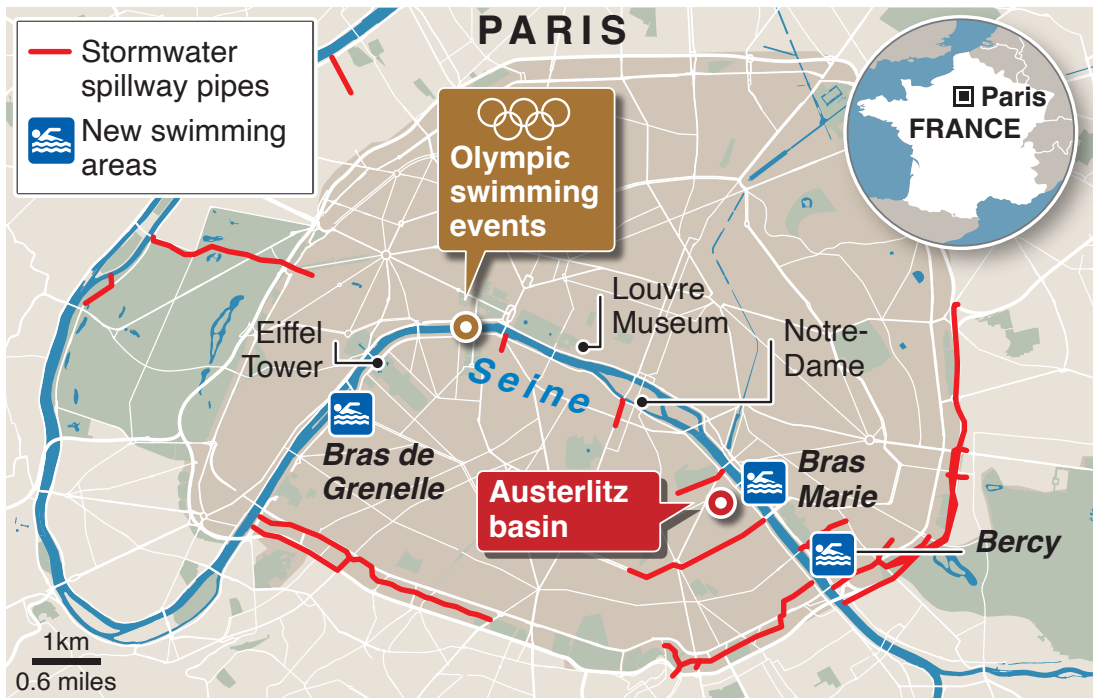 PARIS
Stormwater
spillway pipes
New swimming
areas
Paris
FRANCE
Olympic
swimming
events
Louvre
Museum
Eiffel
Tower
Notre-
Dame
Seine
Bras de
Grenelle
Austerlitz
basin
Bras
Marie
Bercy
1km
0.6 miles